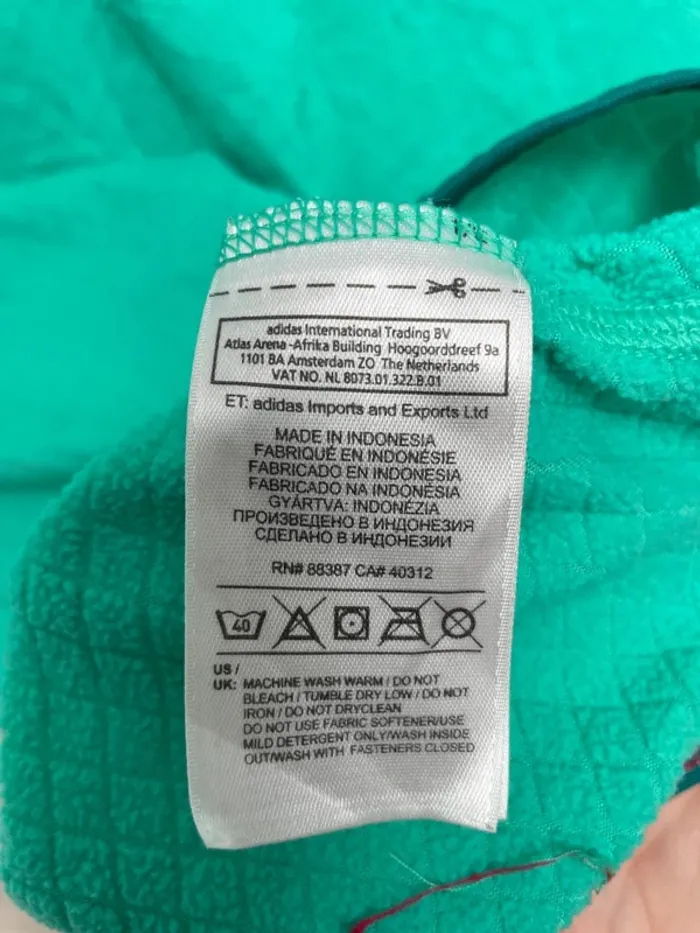 adidas International Trading BV
Atlas Arena -Afrika Building Hoogoorddreef 9a
1101 BA Amsterdam ZO The Netherlands
VAT NO. NL 8073.01.322.B.01
ET: adidas Imports and Exports Ltd
MADE IN INDONESIA
FABRIQUÉ EN INDONÉSIE
FABRICADO EN INDONESIA
FABRICADO NA INDONÉSIA
GYÁRTVA: INDONÉZIA
ПРОИЗВЕДЕНО В ИНДОНЕЗИЯ
СДЕЛАНО В ИНДОНЕЗИИ
RN# 88387 CA# 40312
40
US /
UK: MACHINE WASH WARM / DO NOT
BLEACH / TUMBLE DRY LOW / DO NOT
IRON / DO NOT DRYCLEAN
DO NOT USE FABRIC SOFTENER/USE
MILD DETERGENT ONLY/WASH INSIDE
OUT/WASH WITH FASTENERS CLOSED